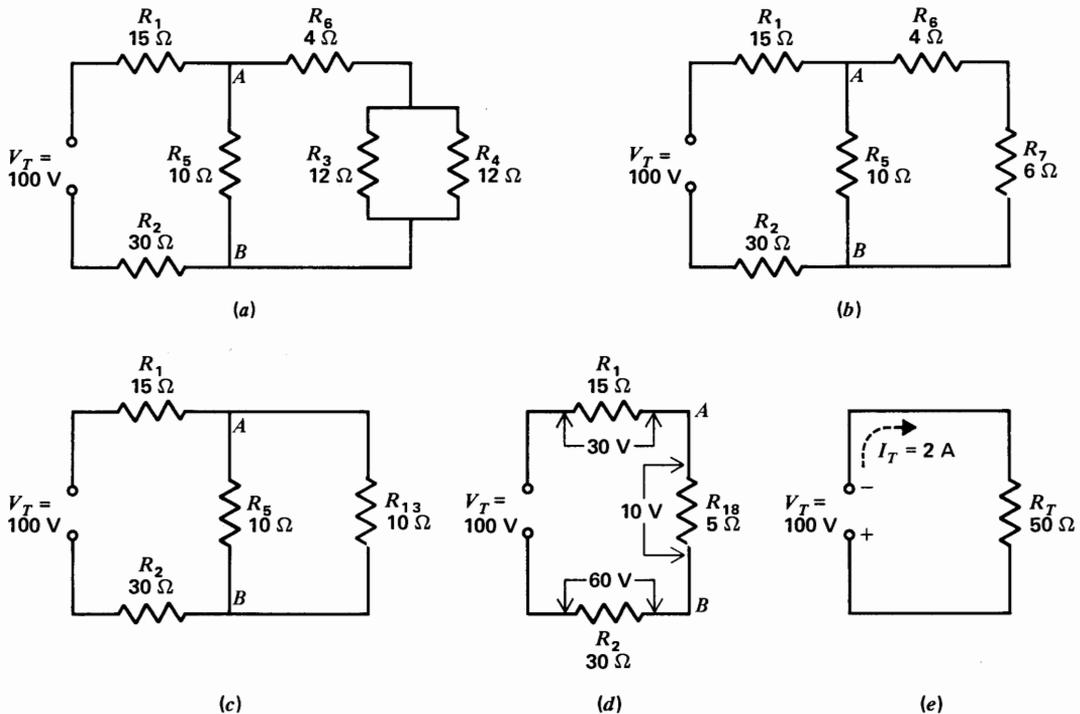 R1
15 Ω
R6
4 Ω
A
VT =
100 V
R5
10 Ω
R3
12 Ω
R4
12 Ω
R2
30 Ω
B
(a)
R1
15 Ω
R6
4 Ω
A
VT =
100 V
R5
10 Ω
R7
6 Ω
R2
30 Ω
B
(b)
R1
15 Ω
A
VT =
100 V
R5
10 Ω
R13
10 Ω
R2
30 Ω
B
(c)
R1
15 Ω
A
30 V
VT =
100 V
10 V
R18
5 Ω
60 V
B
R2
30 Ω
(d)
IT = 2 A
VT =
100 V
−
+
RT
50 Ω
(e)